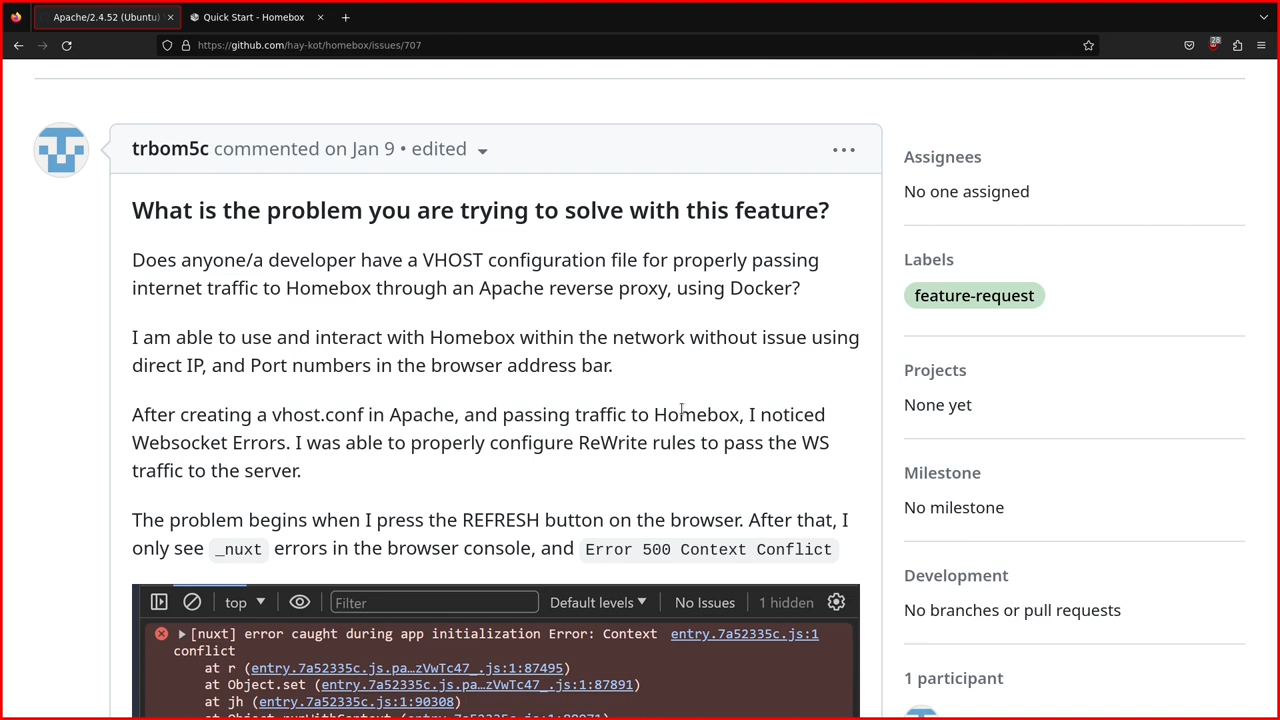 Apache/2.4.52 (Ubuntu)
Quick Start - Homebox
https://github.com/hay-kot/homebox/issues/707
28
trbom5c commented on Jan 9 • edited
What is the problem you are trying to solve with this feature?
Does anyone/a developer have a VHOST configuration file for properly passing
internet traffic to Homebox through an Apache reverse proxy, using Docker?
I am able to use and interact with Homebox within the network without issue using
direct IP, and Port numbers in the browser address bar.
After creating a vhost.conf in Apache, and passing traffic to Homebox, I noticed
Websocket Errors. I was able to properly configure ReWrite rules to pass the WS
traffic to the server.
The problem begins when I press the REFRESH button on the browser. After that, I
only see _nuxt errors in the browser console, and Error 500 Context Conflict
top
Filter
Default levels
No Issues
1 hidden
[nuxt] error caught during app initialization Error: Context entry.7a52335c.js:1
conflict
at r (entry.7a52335c.js.pa…zVwTc47_.js:1:87495)
at Object.set (entry.7a52335c.js.pa…zVwTc47_.js:1:87891)
at jh (entry.7a52335c.js:1:90308)
Assignees
No one assigned
Labels
feature-request
Projects
None yet
Milestone
No milestone
Development
No branches or pull requests
1 participant